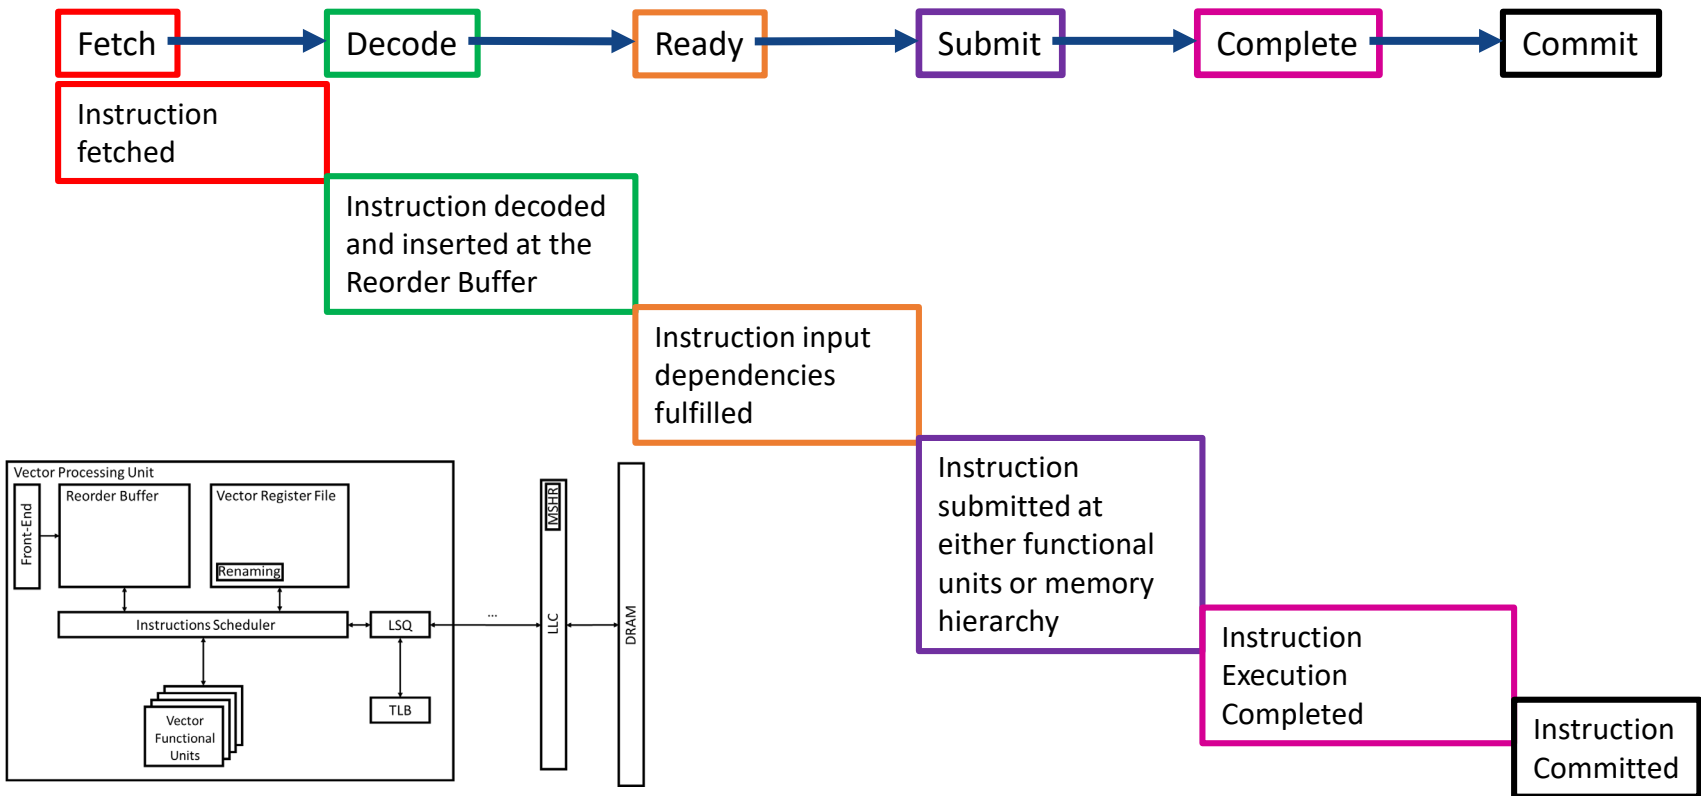 Fetch
Decode
Ready
Submit
Complete
Commit
Instruction
fetched
Instruction decoded
and inserted at the
Reorder Buffer
Instruction input
dependencies
fulfilled
Instruction
submitted at
either functional
units or memory
hierarchy
Instruction
Execution
Completed
Instruction
Committed
Vector Processing Unit
Front-End
Reorder Buffer
Vector Register File
Renaming
Instructions Scheduler
LSQ
...
TLB
Vector
Functional
Units
MSHR
LLC
DRAM